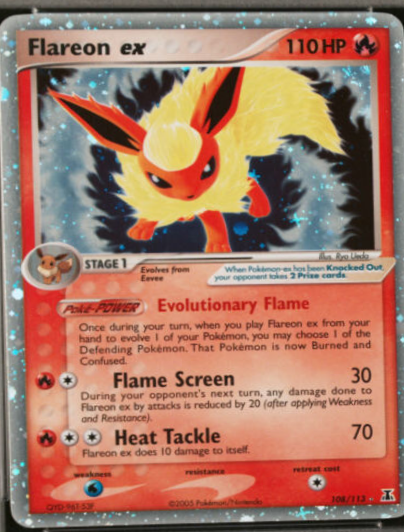 Flareon ex 110 HP
Illus. Ryo Ueda
STAGE 1
Evolves from
Eevee
When Pokémon-ex has been Knocked Out,
your opponent takes 2 Prize cards.
Poké-POWER Evolutionary Flame
Once during your turn, when you play Flareon ex from your
hand to evolve 1 of your Pokémon, you may choose 1 of the
Defending Pokémon. That Pokémon is now Burned and
Confused.
Flame Screen 30
During your opponent's next turn, any damage done to
Flareon ex by attacks is reduced by 20 (after applying Weakness
and Resistance).
Heat Tackle 70
Flareon ex does 10 damage to itself.
weakness resistance retreat cost
©2005 Pokémon/Nintendo 108/113